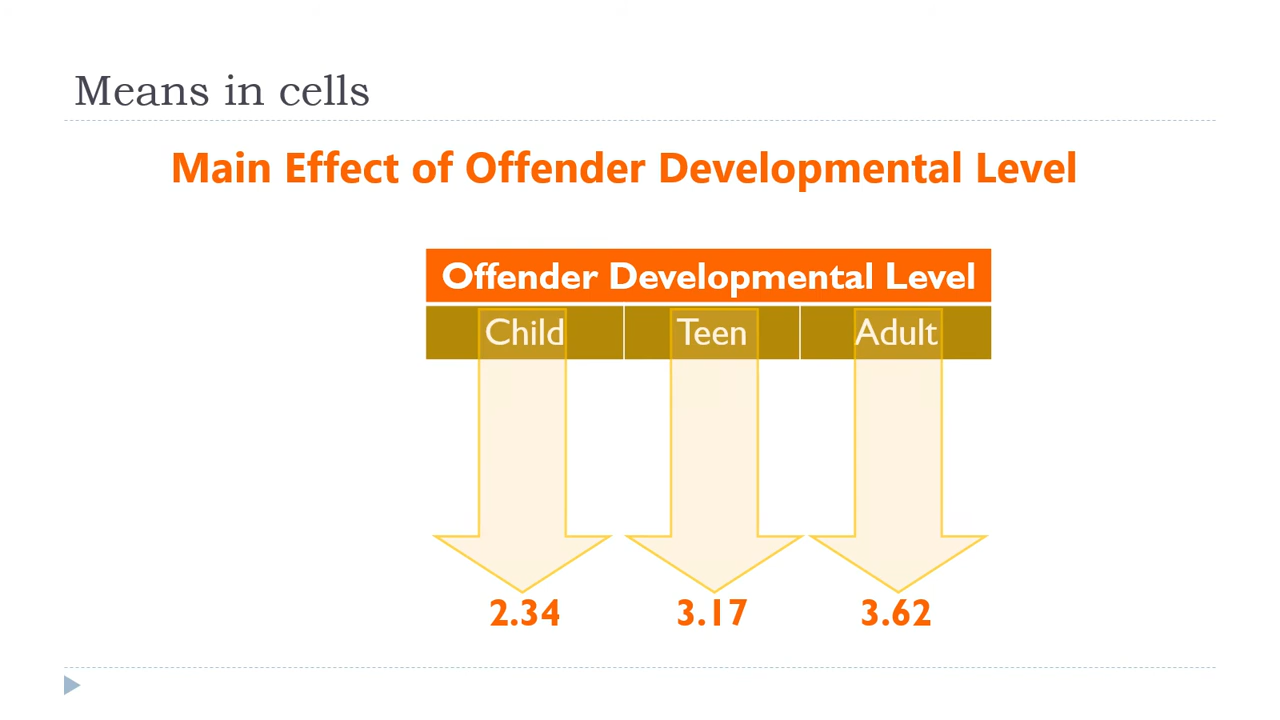 Means in cells
Main Effect of Offender Developmental Level
Offender Developmental Level
Child Teen Adult
2.34 3.17 3.62